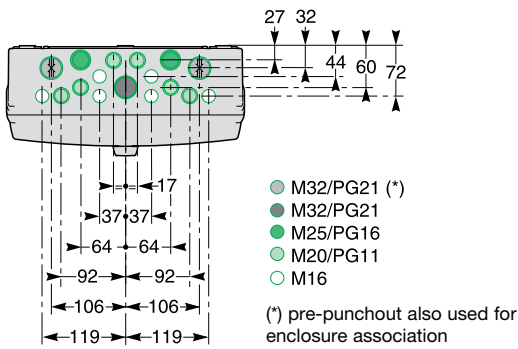 27 32
44 60 72
17
37 37
64 64
92 92
106 106
119 119
M32/PG21 (*)
M32/PG21
M25/PG16
M20/PG11
M16
(*) pre-punchout also used for
enclosure association